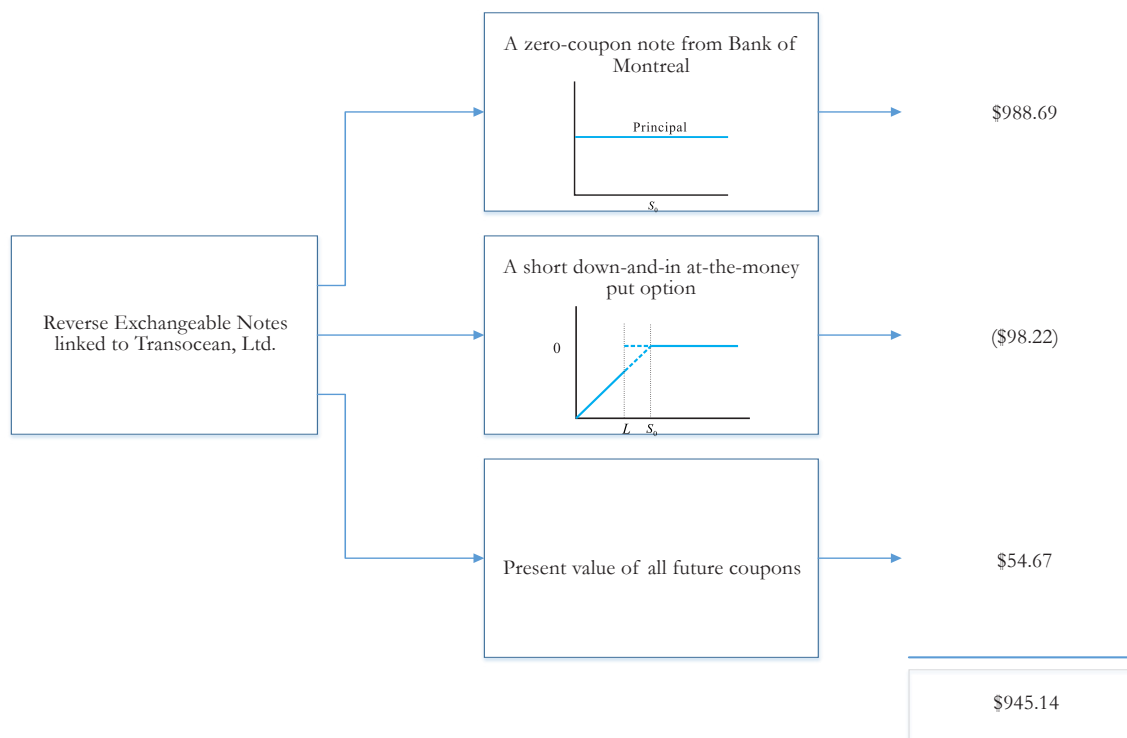 A zero-coupon note from Bank of
Montreal
Principal
S₀
$988.69
Reverse Exchangeable Notes
linked to Transocean, Ltd.
A short down-and-in at-the-money
put option
0
L S₀
($98.22)
Present value of all future coupons
$54.67
$945.14